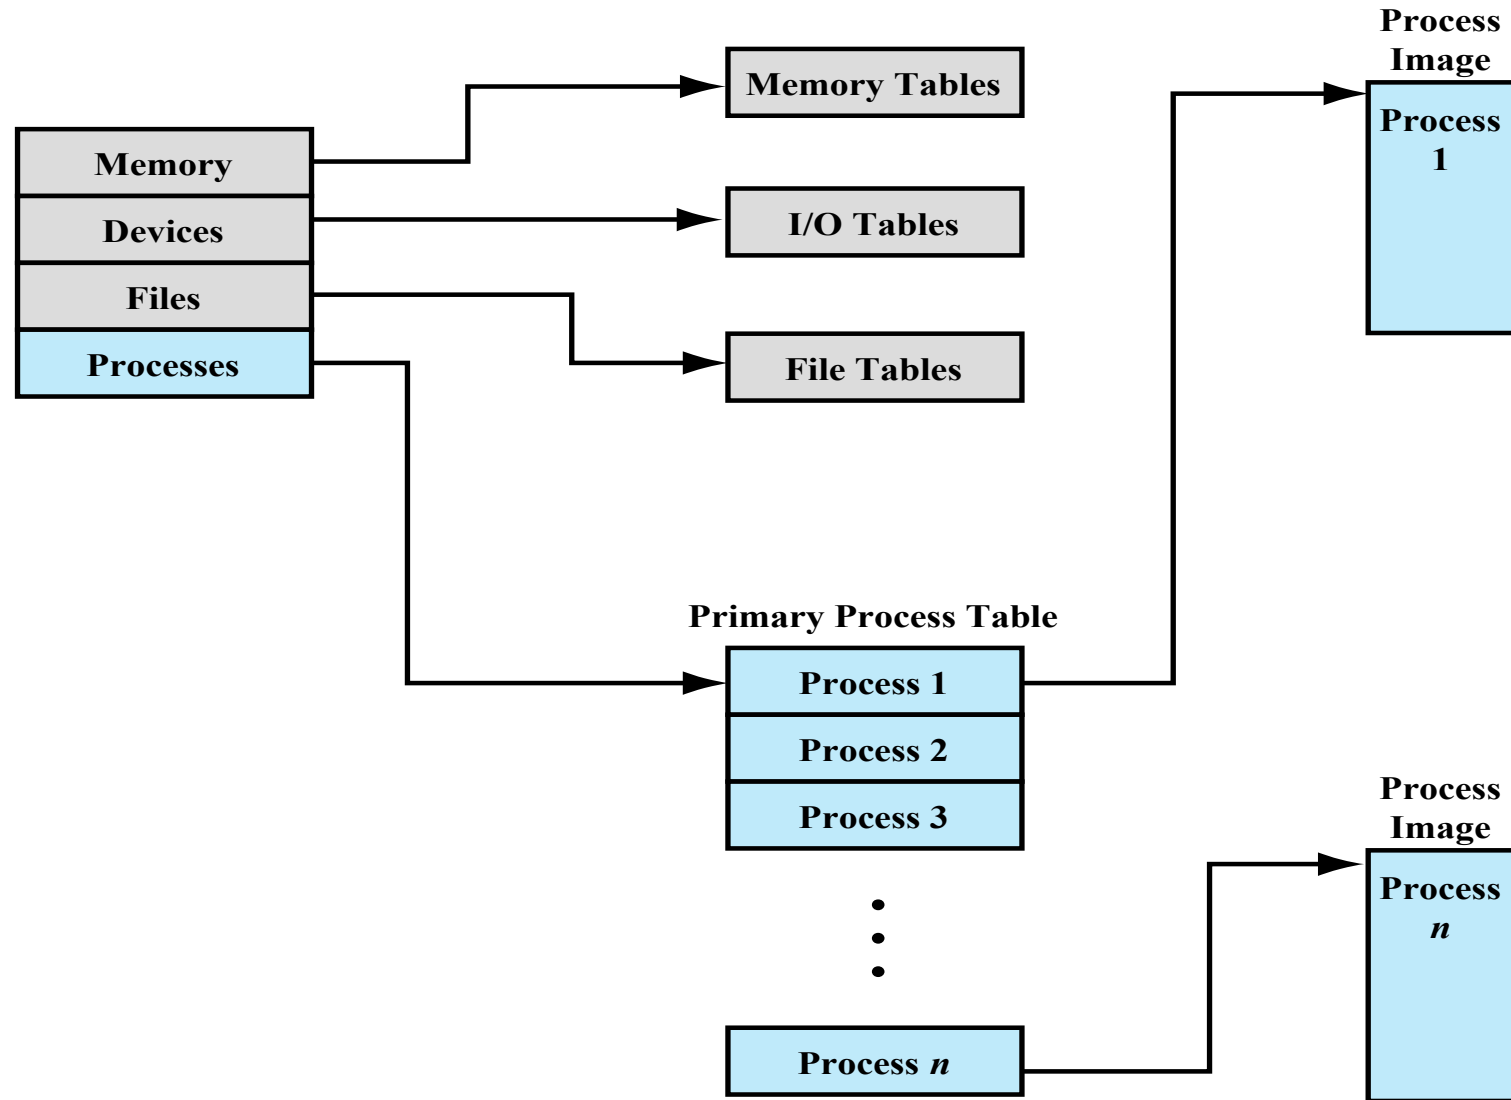 Memory
Devices
Files
Processes
Memory Tables
I/O Tables
File Tables
Primary Process Table
Process 1
Process 2
Process 3
Process n
Process
Image
Process
1
Process
Image
Process
n